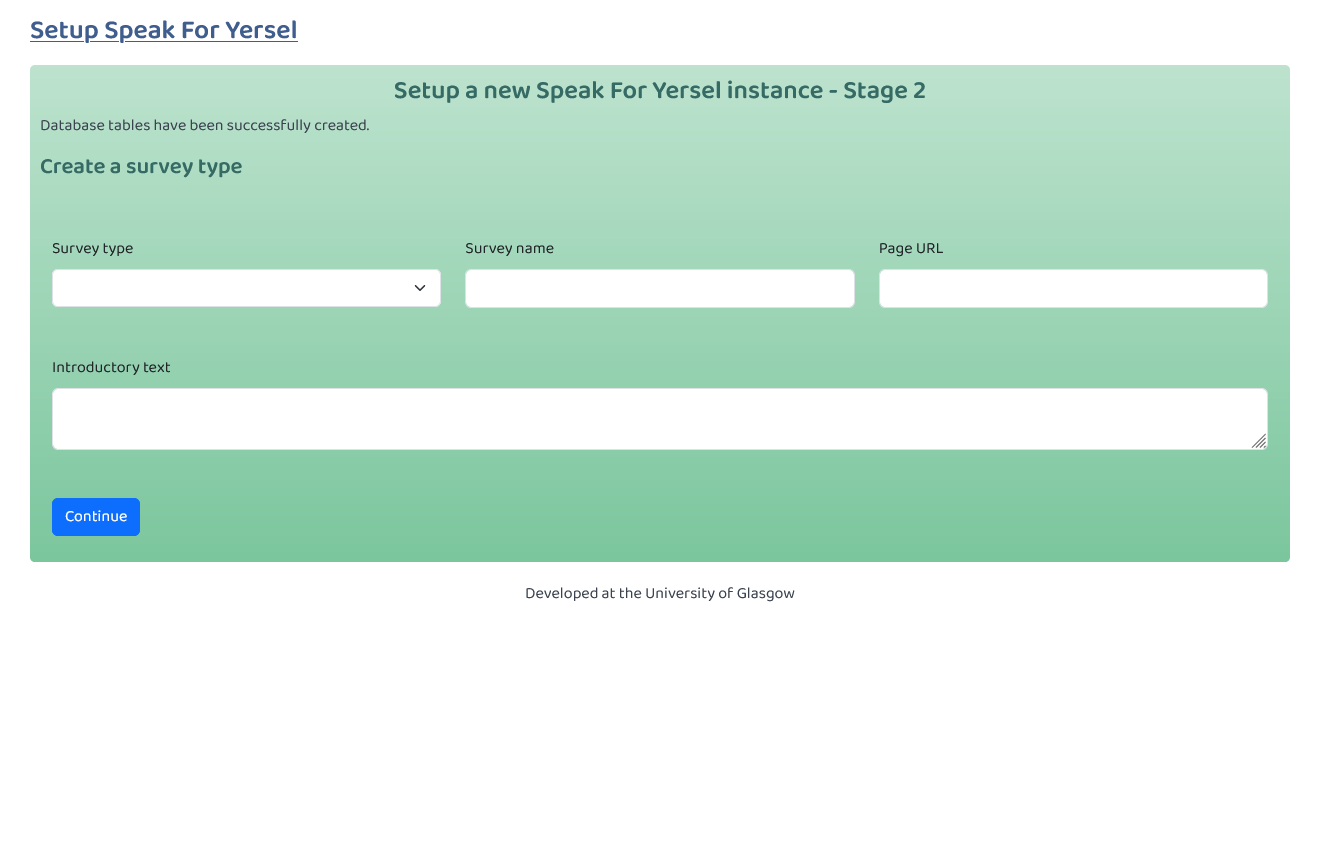 Setup Speak For Yersel
Setup a new Speak For Yersel instance - Stage 2
Database tables have been successfully created.
Create a survey type
Survey type
Survey name
Page URL
Introductory text
Continue
Developed at the University of Glasgow